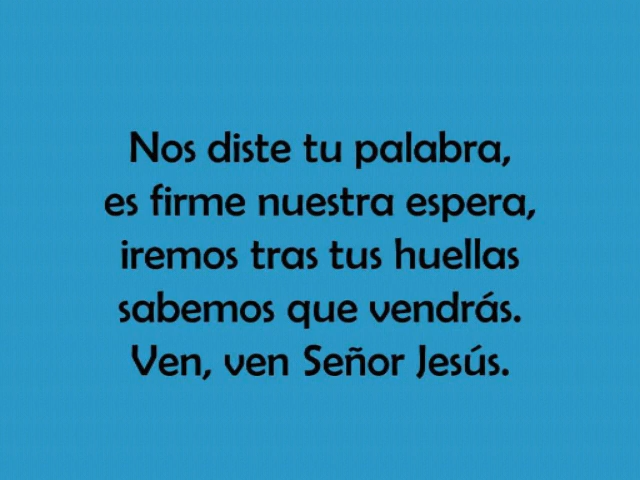 Nos diste tu palabra,
es firme nuestra espera,
iremos tras tus huellas
sabemos que vendrás.
Ven, ven Señor Jesús.